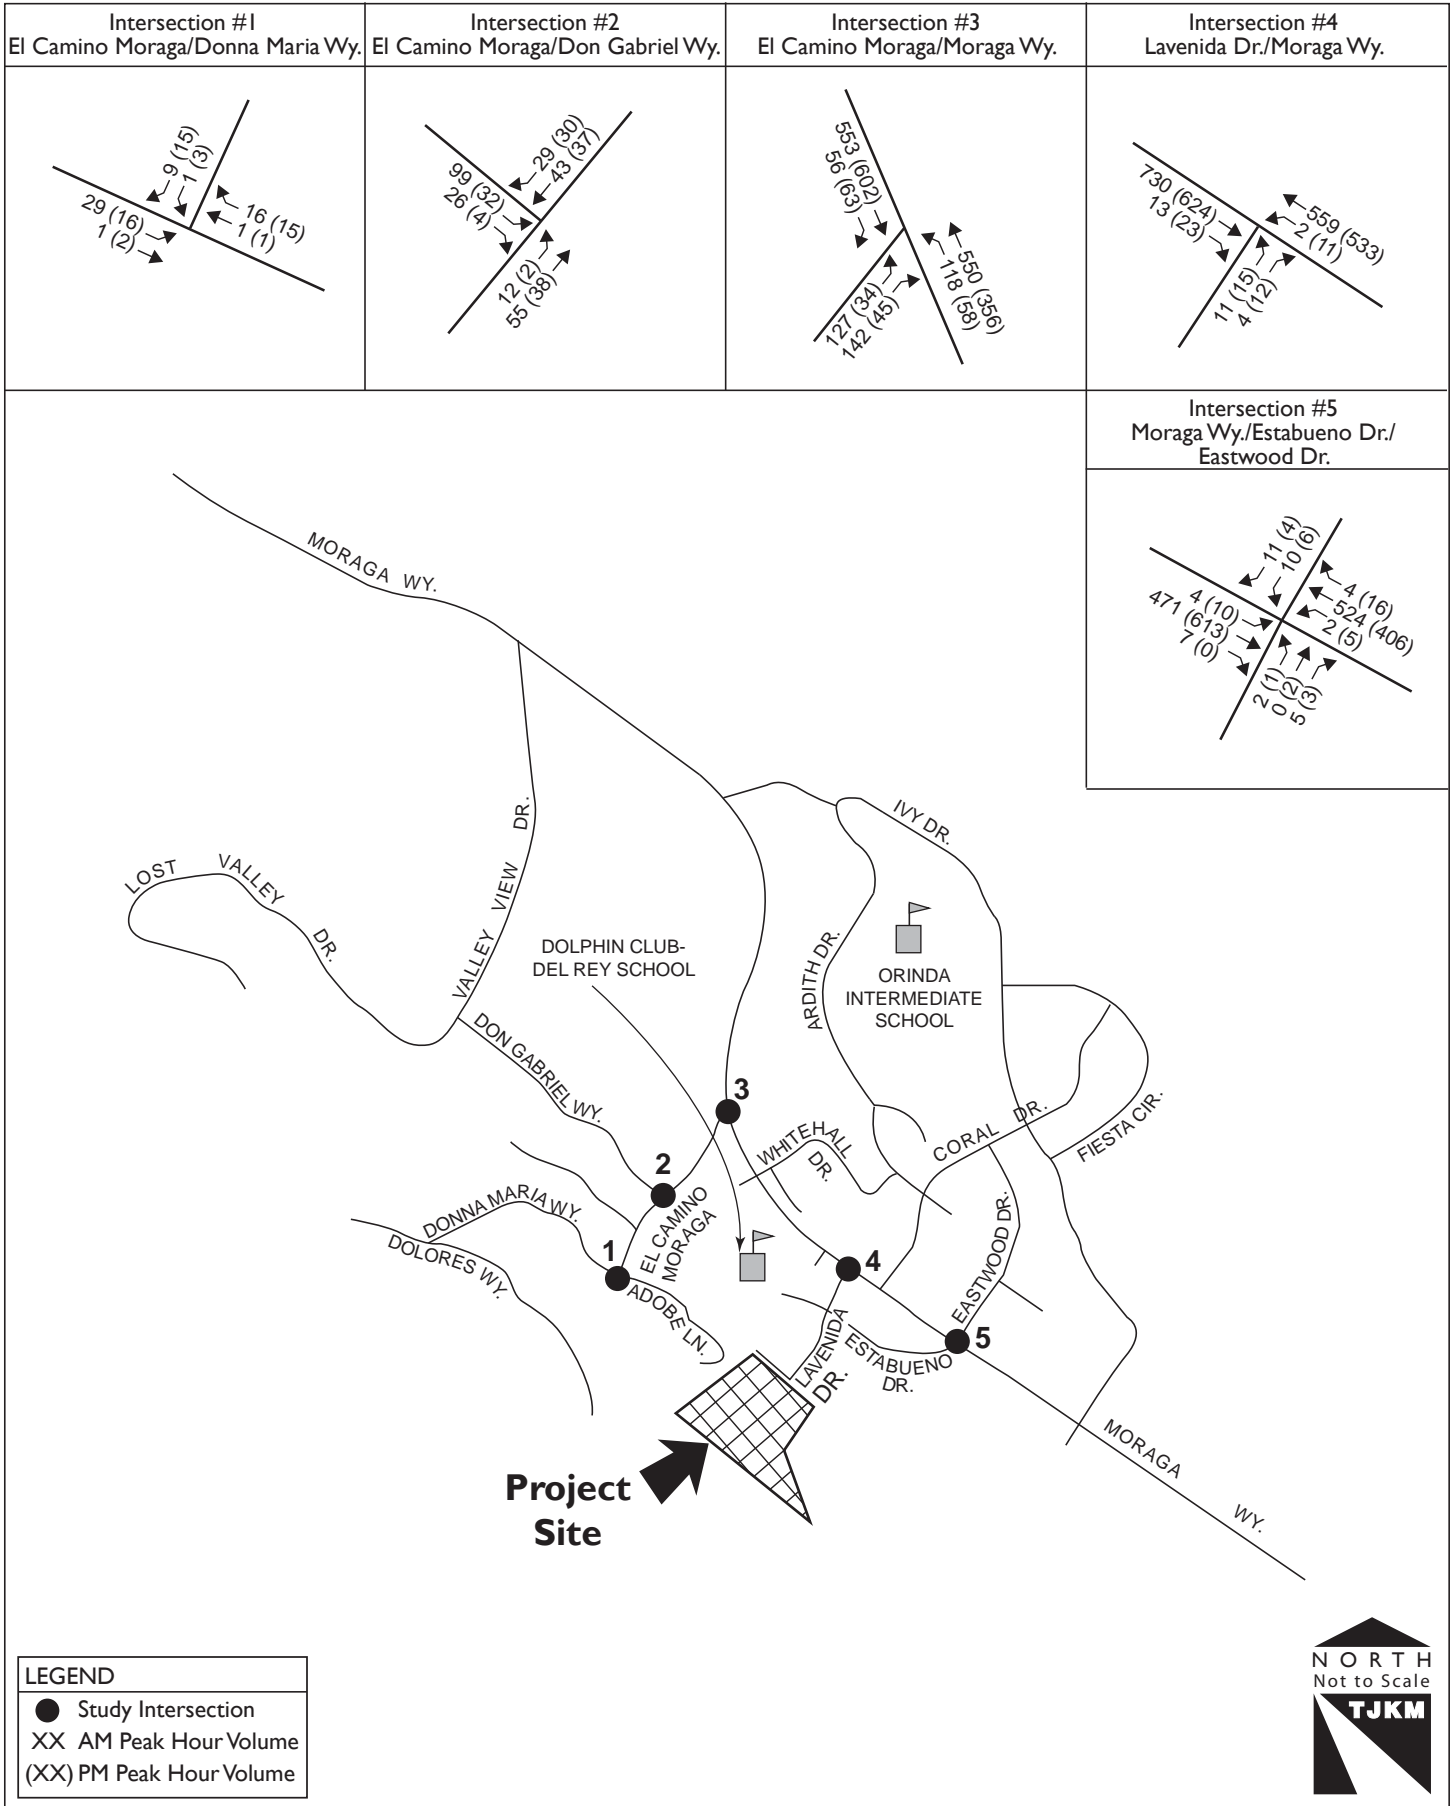 Intersection #1
El Camino Moraga/Donna Maria Wy.
Intersection #2
El Camino Moraga/Don Gabriel Wy.
Intersection #3
El Camino Moraga/Moraga Wy.
Intersection #4
Lavenida Dr./Moraga Wy.
9 (15)
1 (3)
29 (16)
1 (2)
16 (15)
1 (1)
29 (30)
43 (37)
99 (32)
26 (4)
12 (2)
55 (38)
553 (602)
56 (63)
550 (356)
118 (58)
127 (34)
142 (45)
730 (624)
13 (23)
559 (533)
2 (11)
11 (15)
4 (12)
Intersection #5
Moraga Wy./Estabueno Dr./
Eastwood Dr.
11 (4)
10 (6)
4 (10)
471 (613)
7 (0)
4 (16)
524 (406)
2 (5)
2 (1)
0 (2)
5 (3)
MORAGA WY.
VALLEY VIEW DR.
LOST VALLEY DR.
IVY DR.
DOLPHIN CLUB-
DEL REY SCHOOL
ARDITH DR.
ORINDA
INTERMEDIATE
SCHOOL
DON GABRIEL WY.
3
WHITEHALL
DR.
CORAL DR.
FIESTA CIR.
2
DONNA MARIA WY.
DOLORES WY.
EL CAMINO
MORAGA
1
ADOBE LN.
4
EASTWOOD DR.
5
LAVENIDA
DR.
ESTABUENO
DR.
MORAGA WY.
Project
Site
LEGEND
Study Intersection
XX AM Peak Hour Volume
(XX) PM Peak Hour Volume
NORTH
Not to Scale
TJKM